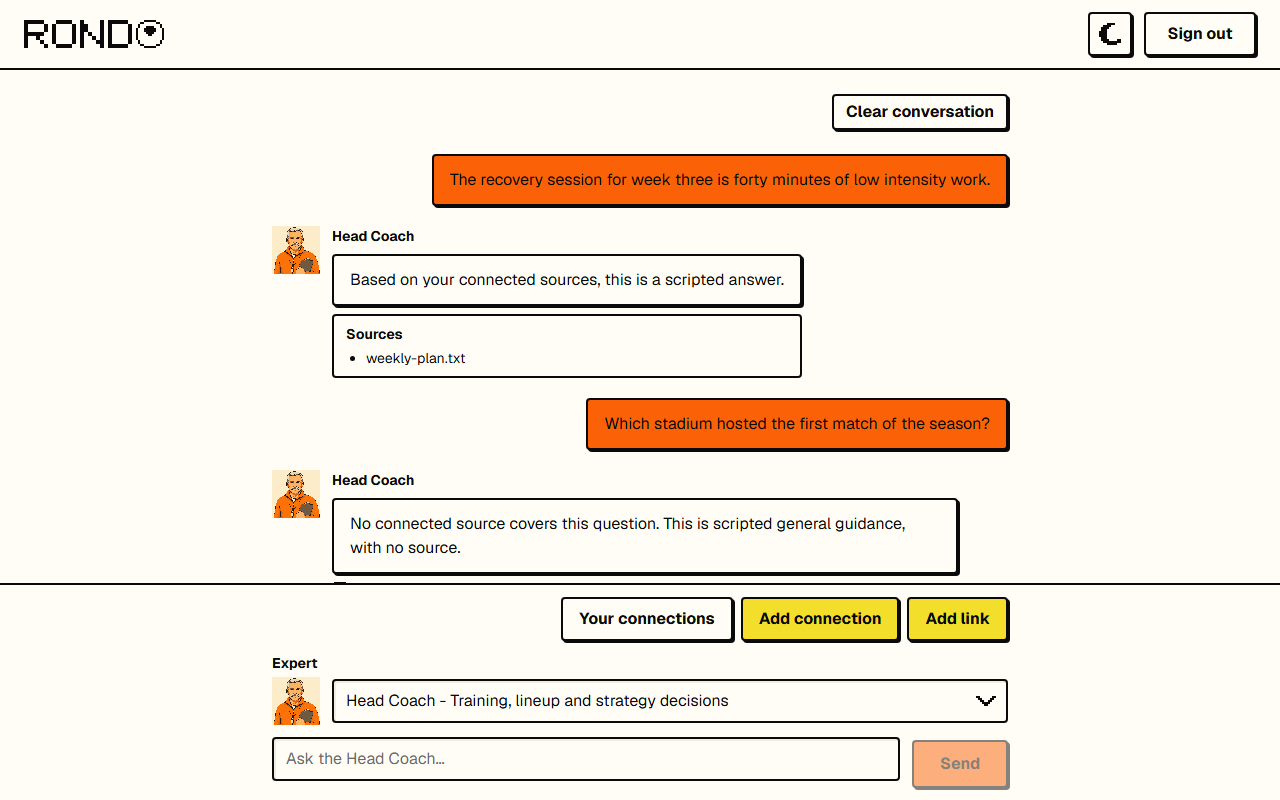 RONDO
Sign out
Clear conversation
The recovery session for week three is forty minutes of low intensity work.
Head Coach
Based on your connected sources, this is a scripted answer.
Sources
• weekly-plan.txt
Which stadium hosted the first match of the season?
Head Coach
No connected source covers this question. This is scripted general guidance,
with no source.
Your connections
Add connection
Add link
Expert
Head Coach - Training, lineup and strategy decisions
Ask the Head Coach...
Send